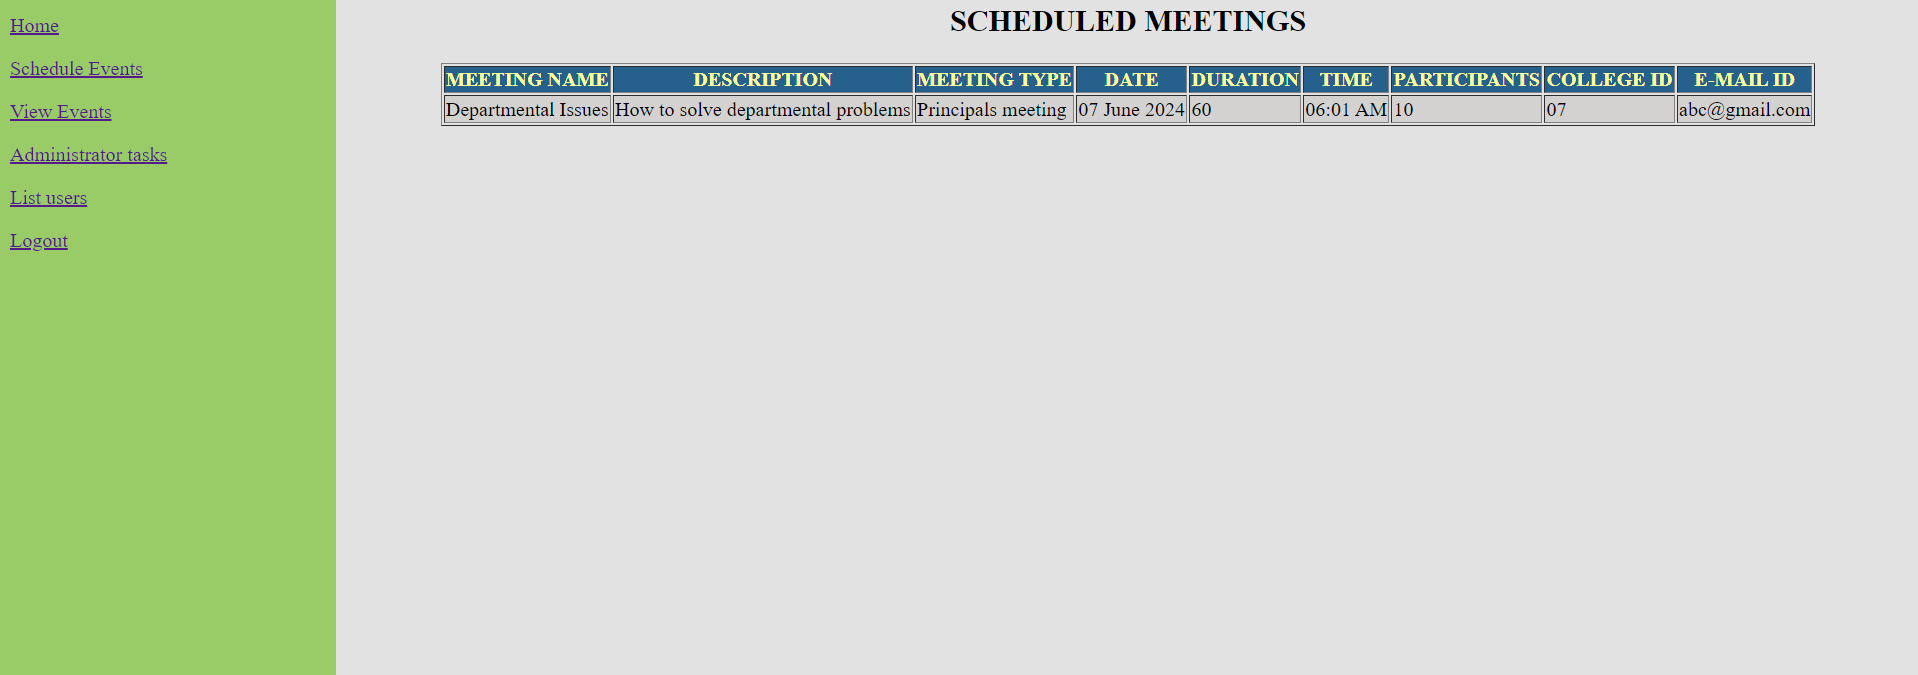 Home
Schedule Events
View Events
Administrator tasks
List users
Logout
SCHEDULED MEETINGS
MEETING NAME DESCRIPTION MEETING TYPE DATE DURATION TIME PARTICIPANTS COLLEGE ID E-MAIL ID
Departmental Issues How to solve departmental problems Principals meeting 07 June 2024 60 06:01 AM 10 07 abc@gmail.com